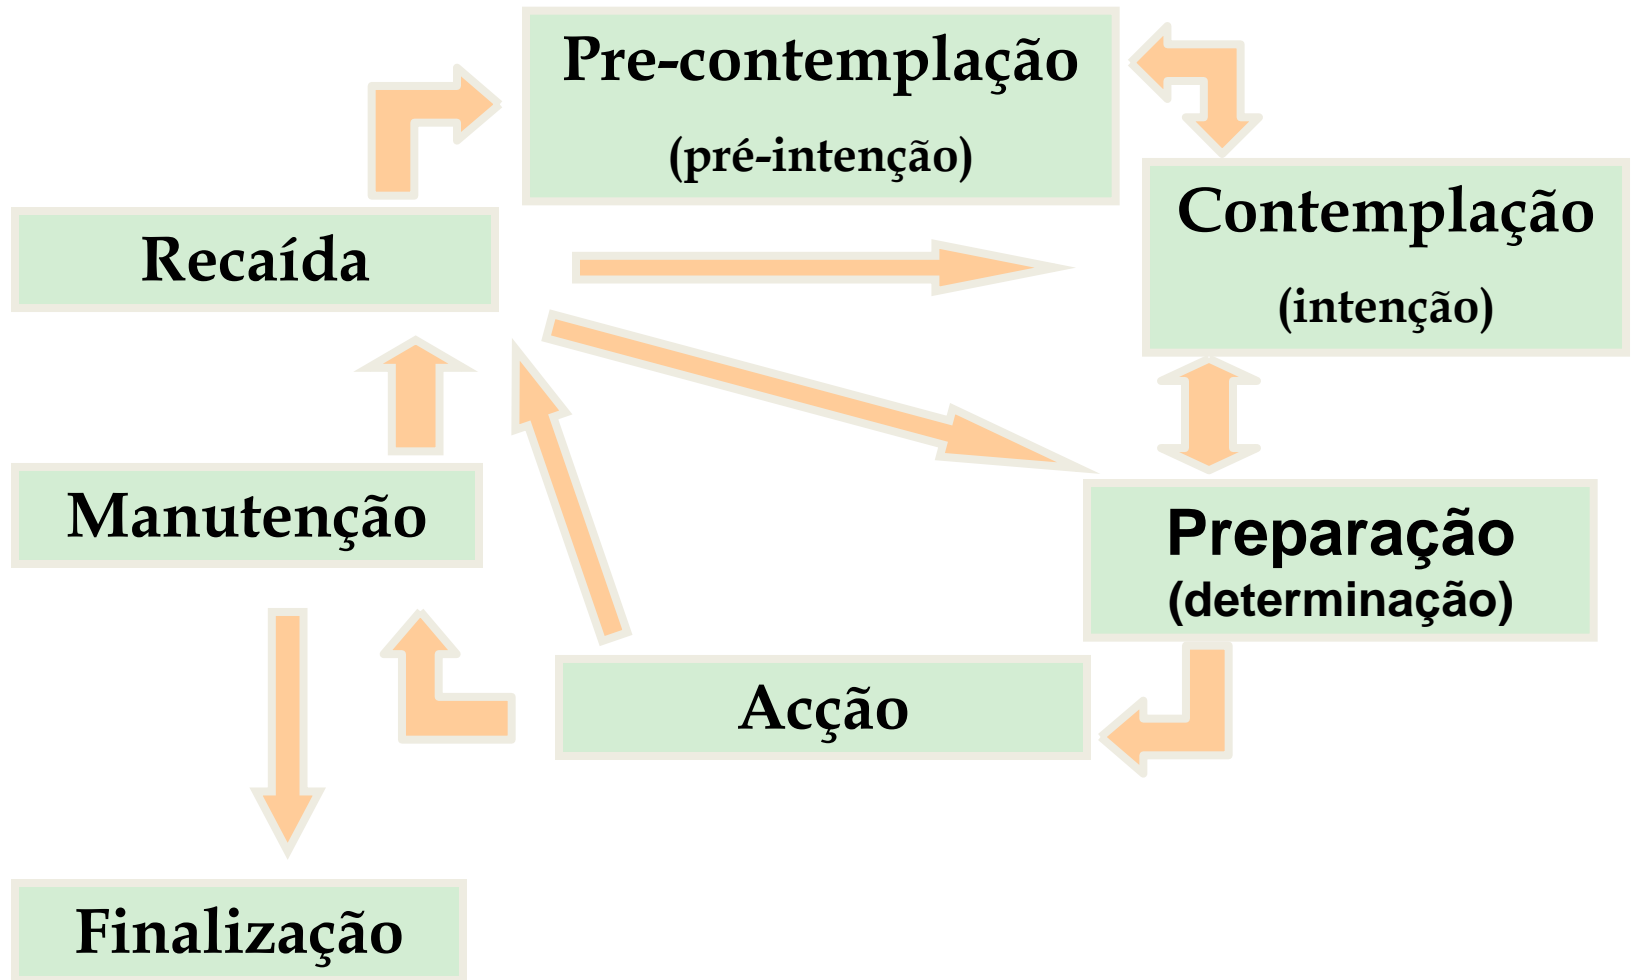 Pre-contemplação
(pré-intenção)
Contemplação
(intenção)
Recaída
Manutenção
Preparação
(determinação)
Acção
Finalização